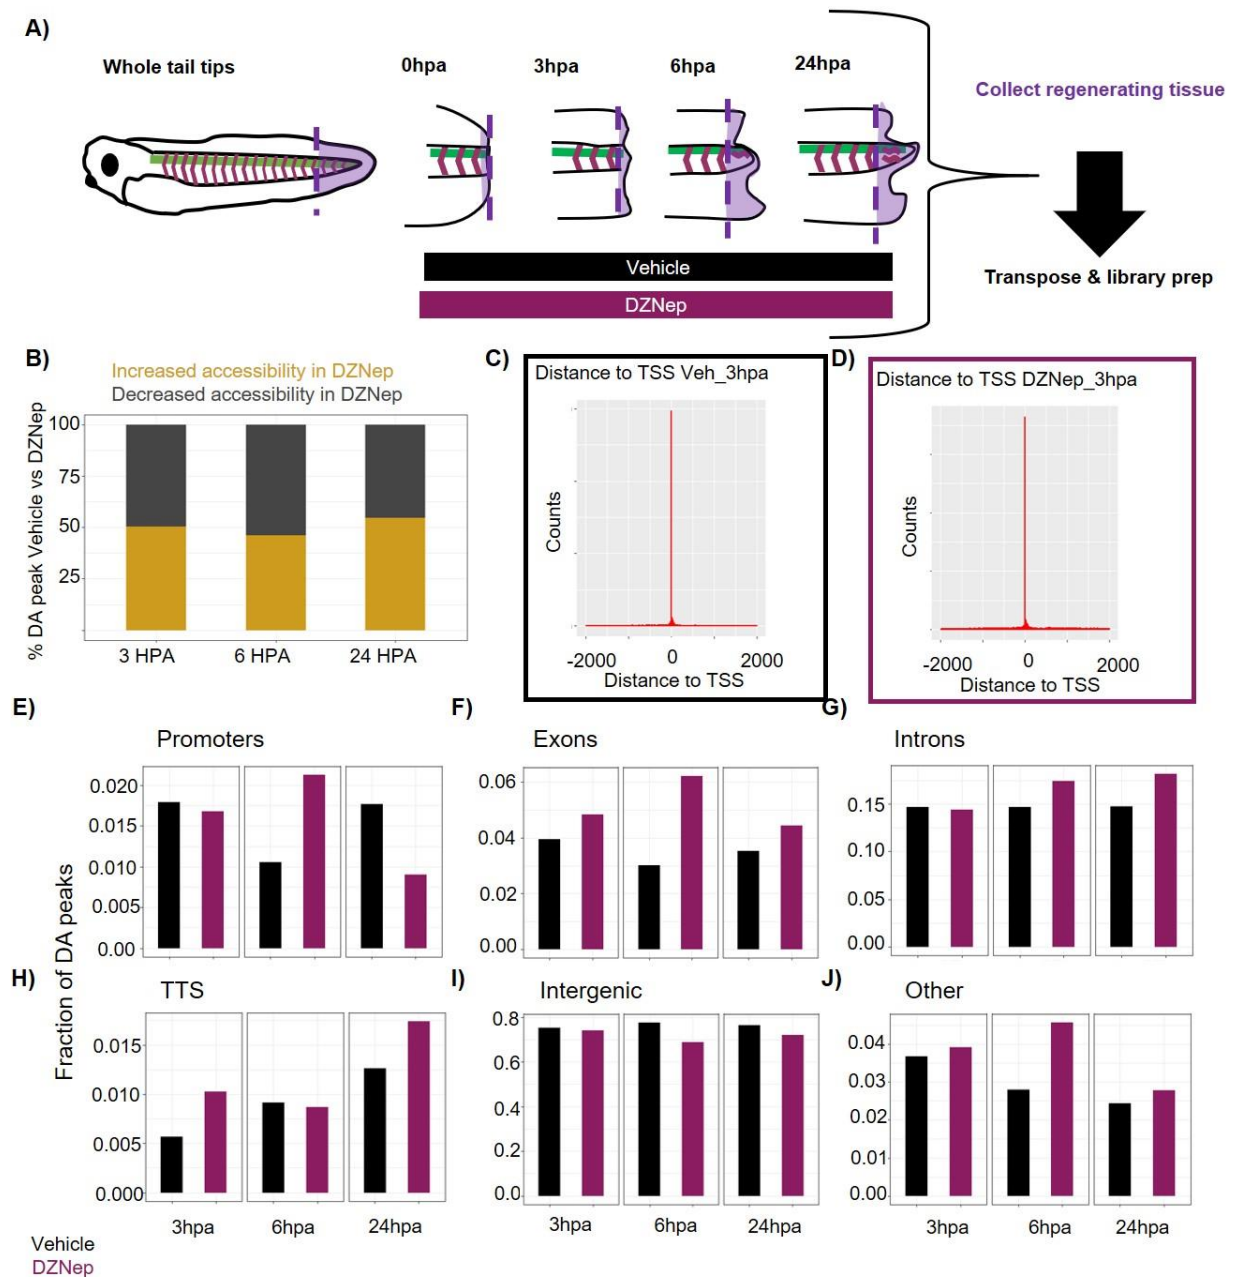 A)
Whole tail tips
0hpa
3hpa
6hpa
24hpa
Collect regenerating tissue
Transpose & library prep
Vehicle
DZNep
B)
Increased accessibility in DZNep
Decreased accessibility in DZNep
% DA peak Vehicle vs DZNep
100
75
50
25
3 HPA
6 HPA
24 HPA
C)
Distance to TSS Veh_3hpa
Counts
-2000
0
2000
Distance to TSS
D)
Distance to TSS DZNep_3hpa
Counts
-2000
0
2000
Distance to TSS
E)
Promoters
Fraction of DA peaks
0.020
0.015
0.010
0.005
0.00
F)
Exons
0.06
0.04
0.02
0.00
G)
Introns
0.15
0.10
0.05
0.00
H)
TTS
0.015
0.010
0.005
0.000
3hpa
6hpa
24hpa
I)
Intergenic
0.8
0.6
0.4
0.2
0.0
3hpa
6hpa
24hpa
J)
Other
0.04
0.03
0.02
0.01
0.00
3hpa
6hpa
24hpa
Vehicle
DZNep